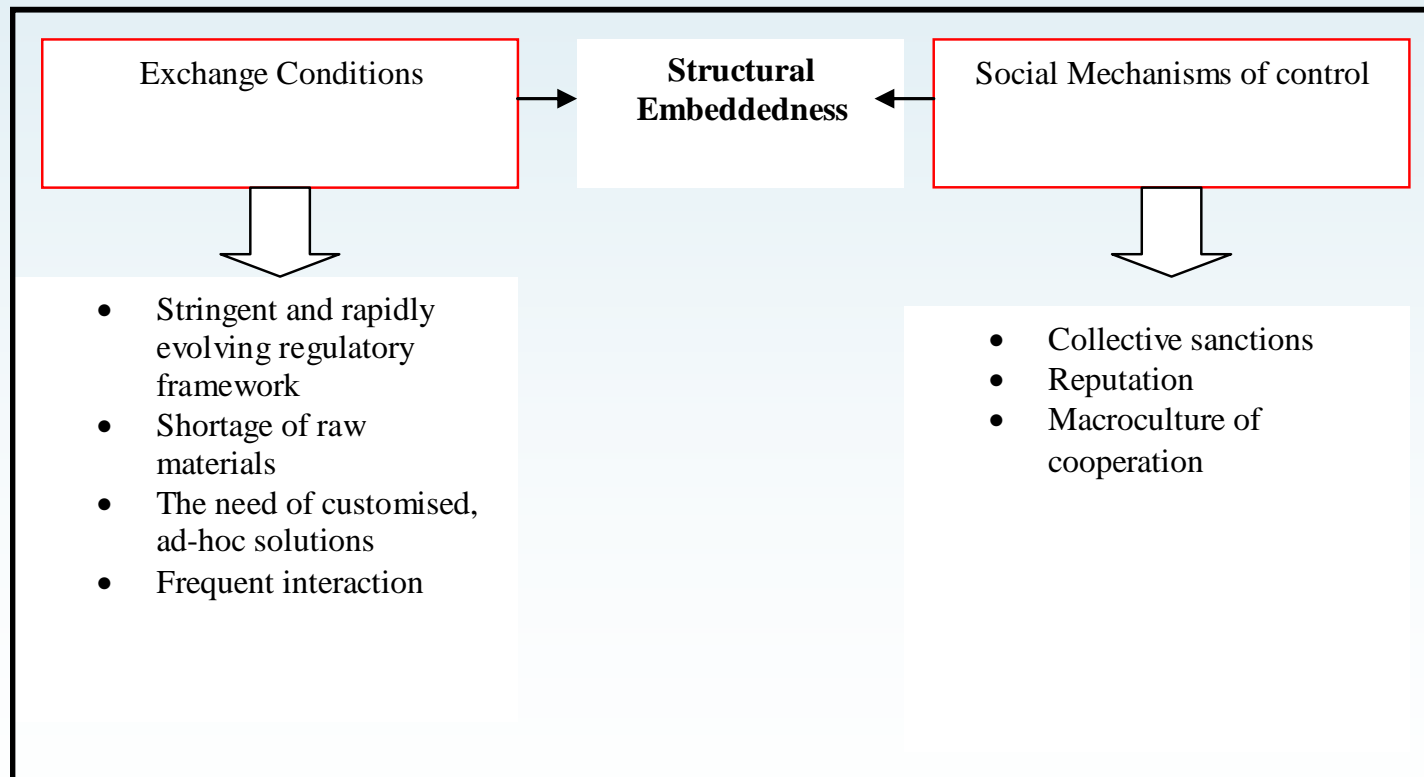 Exchange Conditions
Structural
Embeddedness
Social Mechanisms of control
• Stringent and rapidly
evolving regulatory
framework
• Shortage of raw
materials
• The need of customised,
ad-hoc solutions
• Frequent interaction
• Collective sanctions
• Reputation
• Macroculture of
cooperation